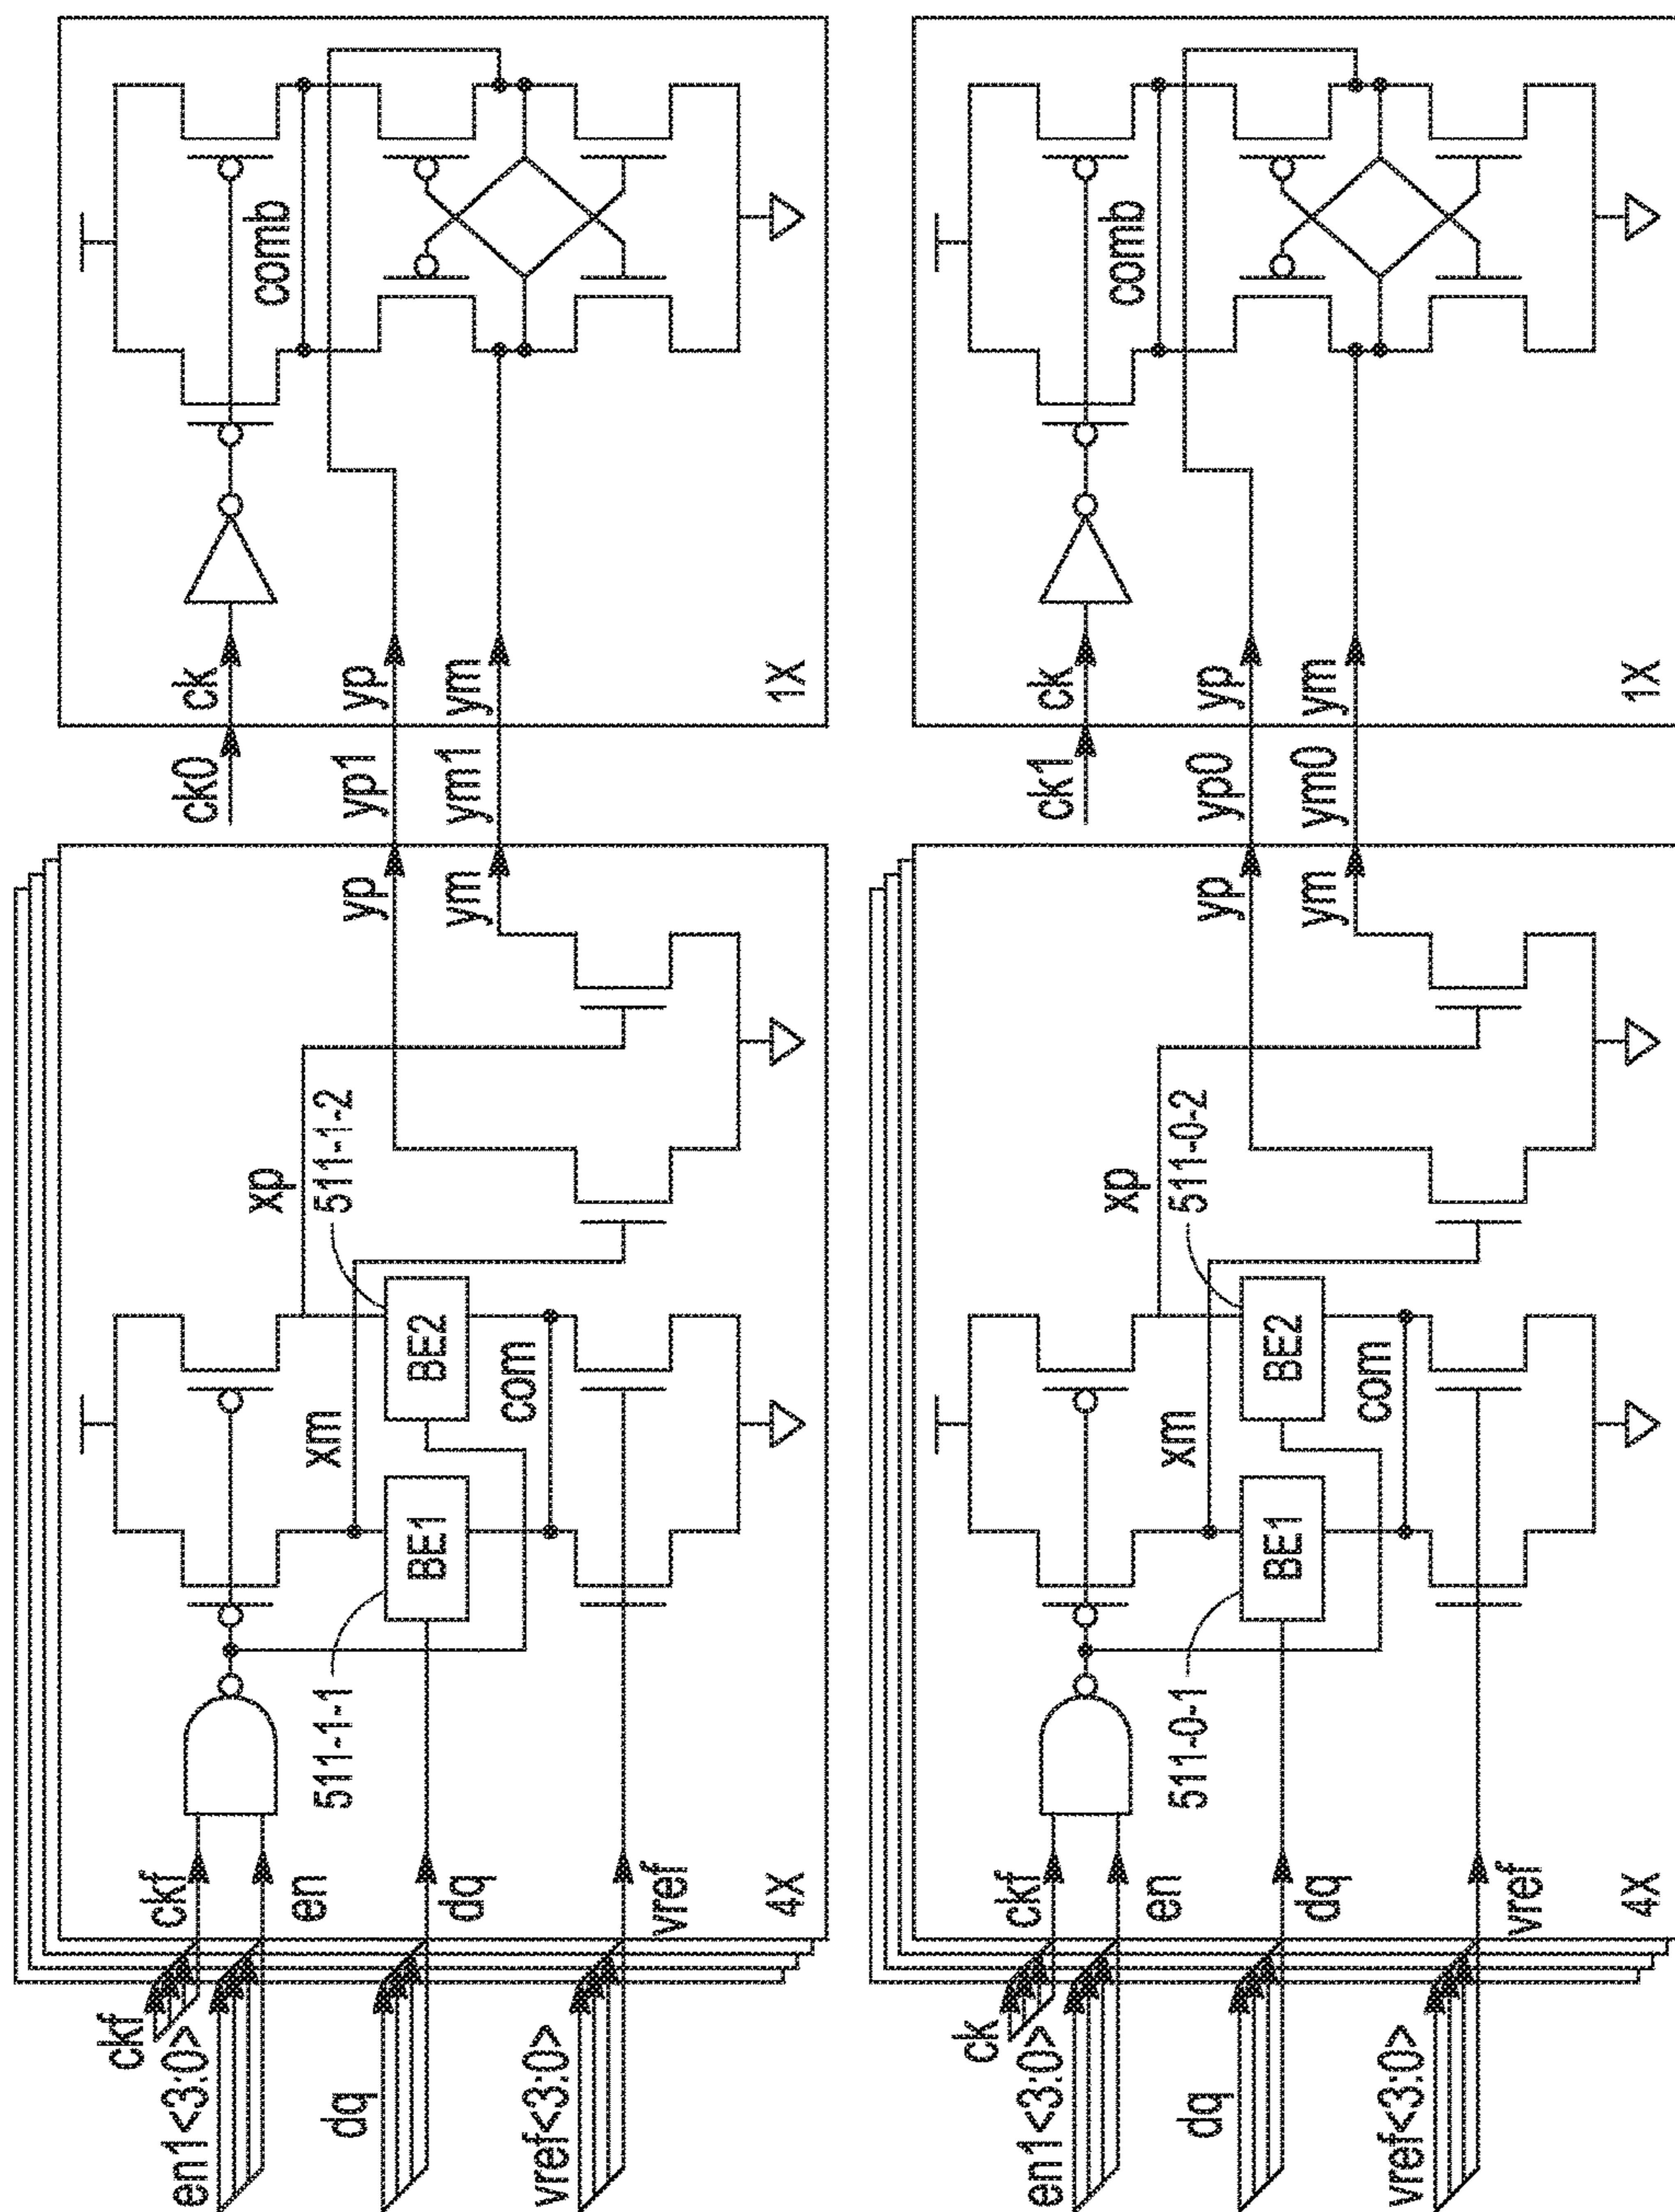 ckf
en1<3:0>
dq
vref<3:0>
ckf
en
dq
vref
4X
511-1-1
BE1
xm
BE2
com
xp
511-1-2
yp
ym
ck0
yp1
ym1
ck
yp
ym
1X
comb
ck
en1<3:0>
dq
vref<3:0>
ckf
en
dq
vref
4X
511-0-1
BE1
xm
BE2
com
xp
511-0-2
yp
ym
ck1
yp0
ym0
ck
yp
ym
1X
comb